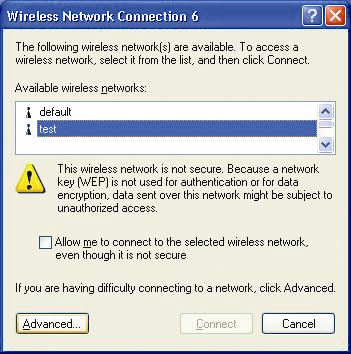 Wireless Network Connection 6
The following wireless network(s) are available. To access a
wireless network, select it from the list, and then click Connect.
Available wireless networks:
default
test
This wireless network is not secure. Because a network
key (WEP) is not used for authentication or for data
encryption, data sent over this network might be subject to
unauthorized access.
Allow me to connect to the selected wireless network,
even though it is not secure
If you are having difficulty connecting to a network, click Advanced.
Advanced... Connect Cancel